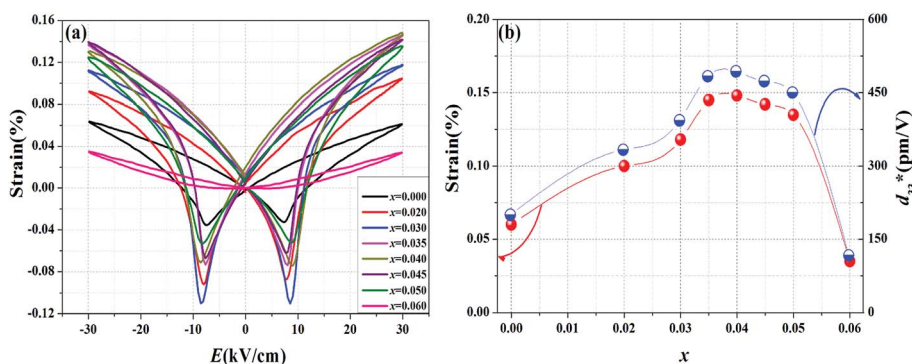 (a)
Strain(%)
0.16
0.12
0.08
0.04
0.00
-0.04
-0.08
-0.12
-30
-20
-10
0
10
20
30
E(kV/cm)
x=0.000
x=0.020
x=0.030
x=0.035
x=0.040
x=0.045
x=0.050
x=0.060
(b)
Strain(%)
0.20
0.15
0.10
0.05
0.00
0.00
0.01
0.02
0.03
0.04
0.05
0.06
x
600
450
300
150
0
d33*(pm/V)